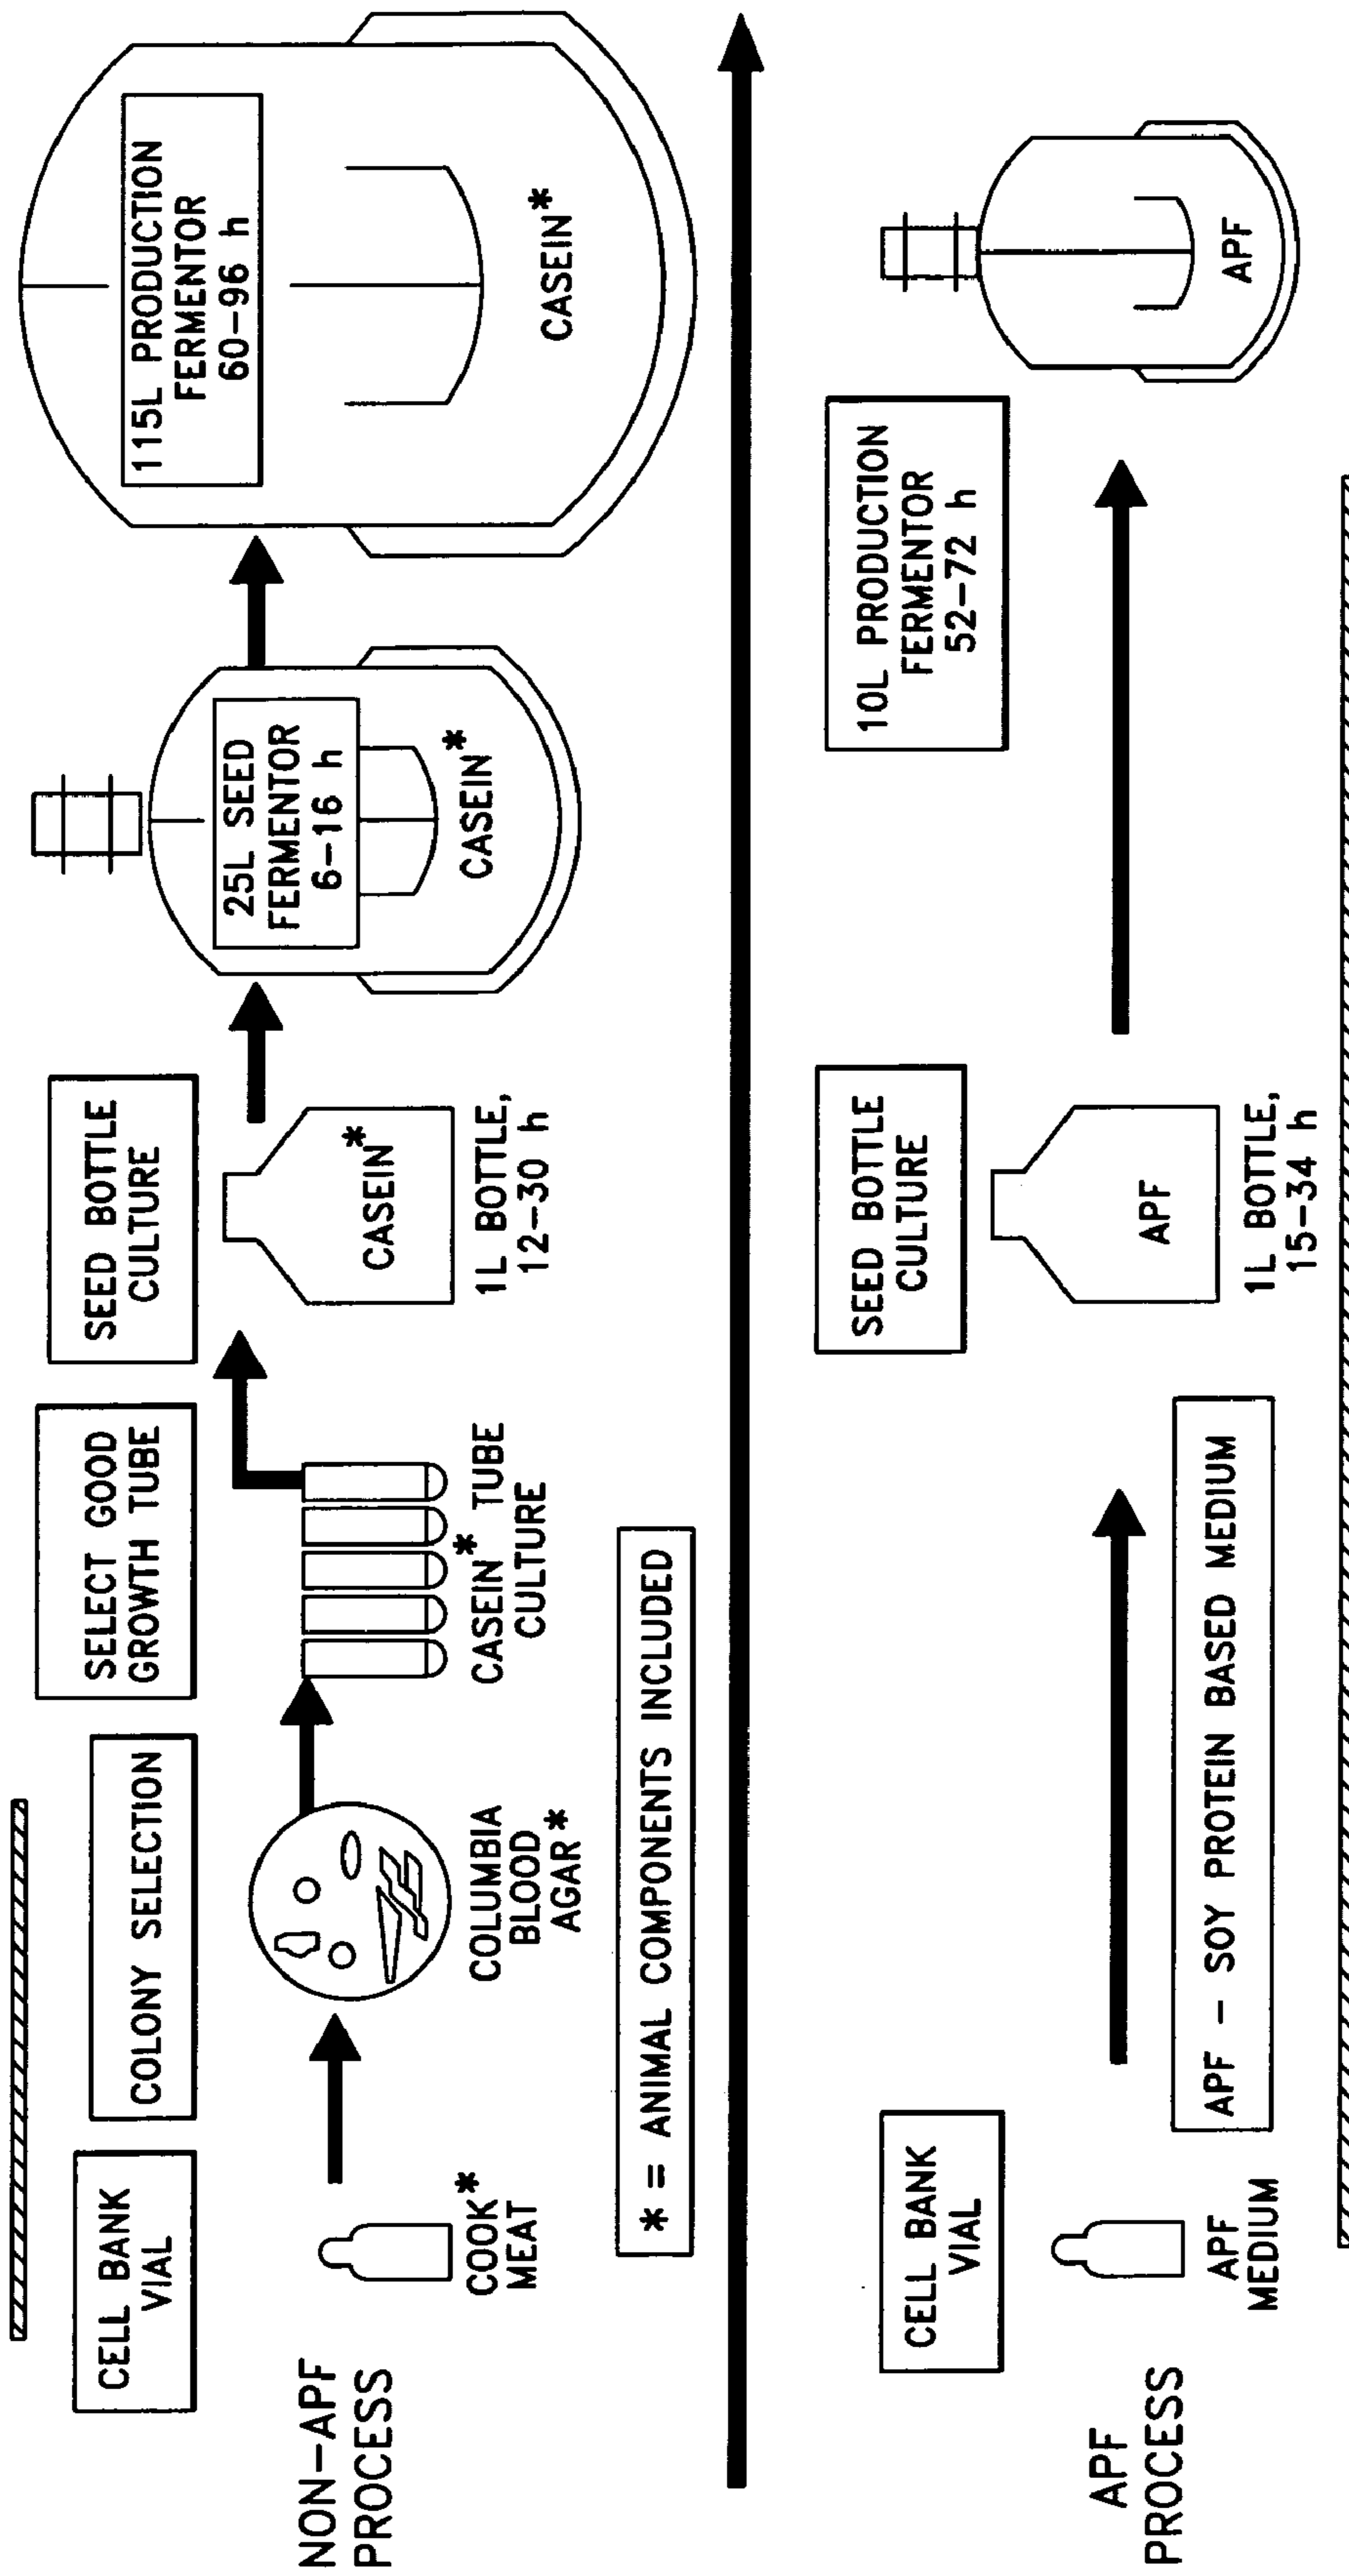 NON-APF
PROCESS
CELL BANK
VIAL
COOK*
MEAT
COLONY SELECTION
COLUMBIA
BLOOD
AGAR*
SELECT GOOD
GROWTH TUBE
CASEIN* TUBE
CULTURE
SEED BOTTLE
CULTURE
CASEIN*
1L BOTTLE,
12-30 h
25L SEED
FERMENTOR
6-16 h
CASEIN*
115L PRODUCTION
FERMENTOR
60-96 h
CASEIN*
* = ANIMAL COMPONENTS INCLUDED
APF
PROCESS
CELL BANK
VIAL
APF
MEDIUM
APF - SOY PROTEIN BASED MEDIUM
SEED BOTTLE
CULTURE
APF
1L BOTTLE,
15-34 h
10L PRODUCTION
FERMENTOR
52-72 h
APF